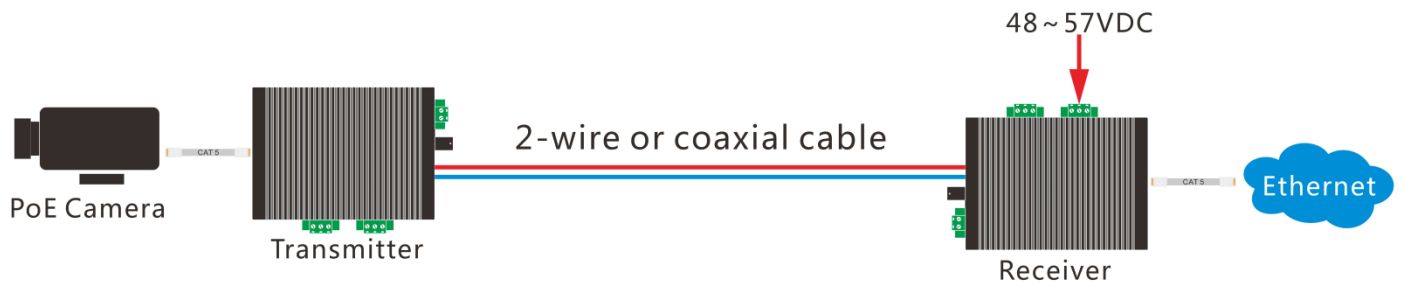 48~57VDC
2-wire or coaxial cable
CAT 5
CAT 5
Ethernet
PoE Camera
Transmitter
Receiver